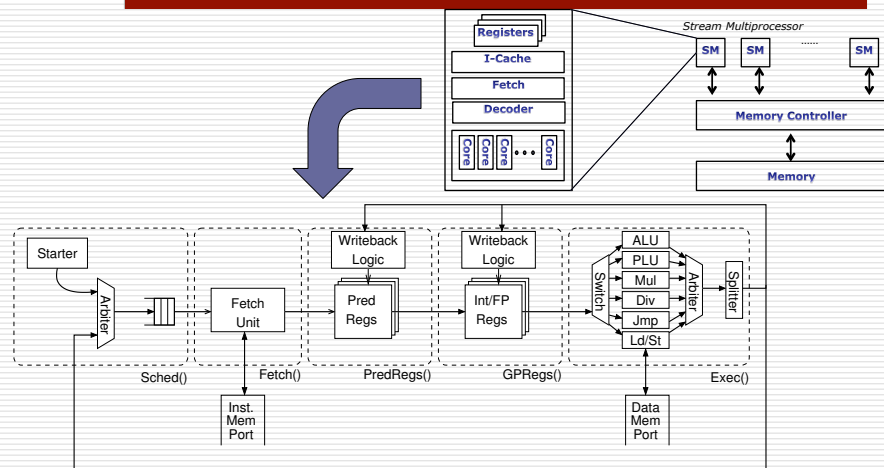 Stream Multiprocessor
Registers
I-Cache
Fetch
Decoder
Core
Core
Core
Core
SM
SM
......
SM
Memory Controller
Memory
Starter
Arbiter
Sched()
Fetch
Unit
Fetch()
Inst.
Mem
Port
Writeback
Logic
Pred
Regs
PredRegs()
Writeback
Logic
Int/FP
Regs
GPRegs()
Switch
ALU
PLU
Mul
Div
Jmp
Ld/St
Arbiter
Splitter
Exec()
Data
Mem
Port